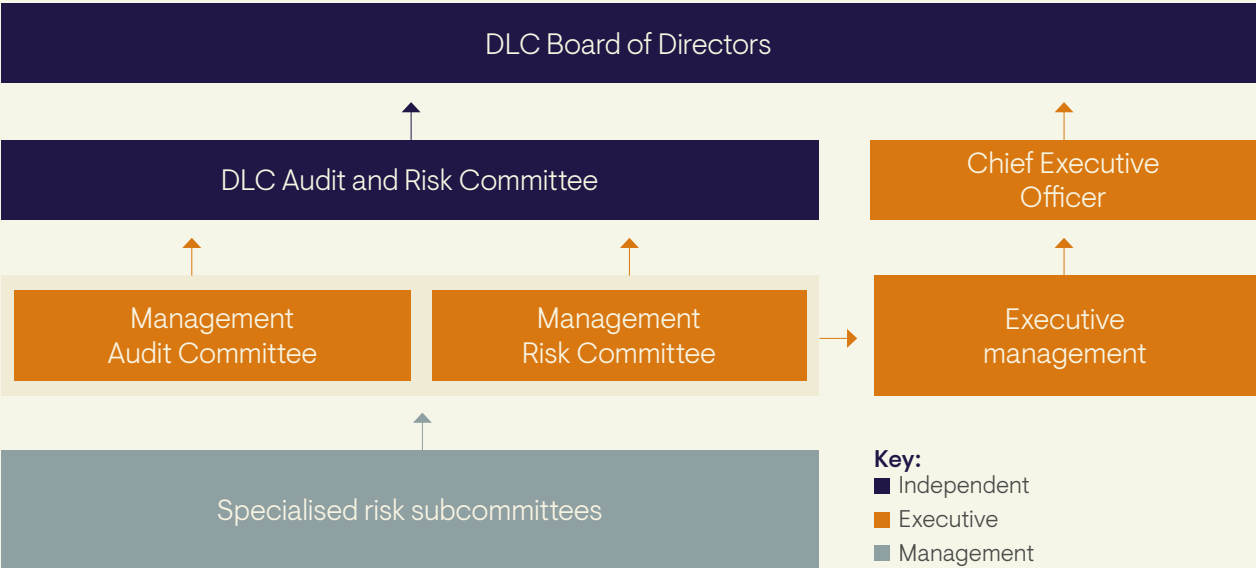 DLC Board of Directors
DLC Audit and Risk Committee
Chief Executive
Officer
Management
Audit Committee
Management
Risk Committee
Executive
management
Specialised risk subcommittees
Key:
Independent
Executive
Management